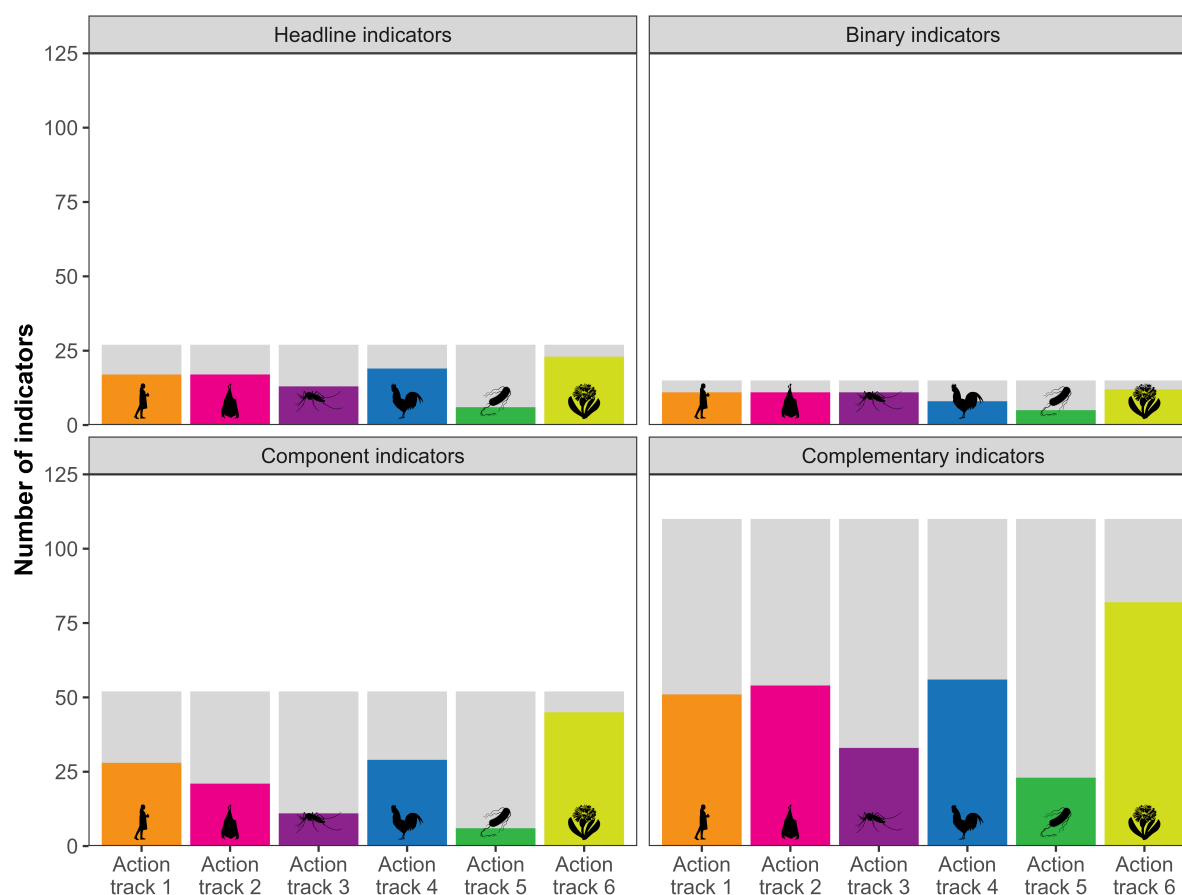 Headline indicators
Binary indicators
125
100
75
50
25
0
Component indicators
Complementary indicators
125
100
75
50
25
0
Number of indicators
Action track 1
Action track 2
Action track 3
Action track 4
Action track 5
Action track 6
Action track 1
Action track 2
Action track 3
Action track 4
Action track 5
Action track 6